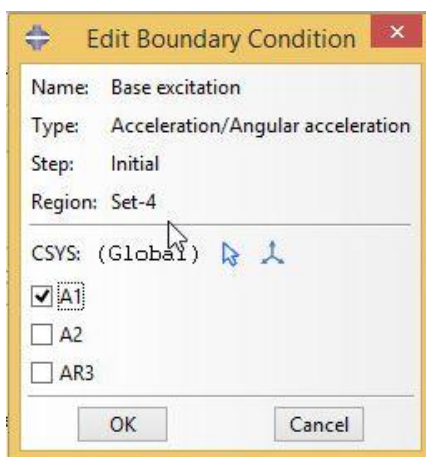 Edit Boundary Condition
Name: Base excitation
Type: Acceleration/Angular acceleration
Step: Initial
Region: Set-4
CSYS: (Global)
A1
A2
AR3
OK Cancel